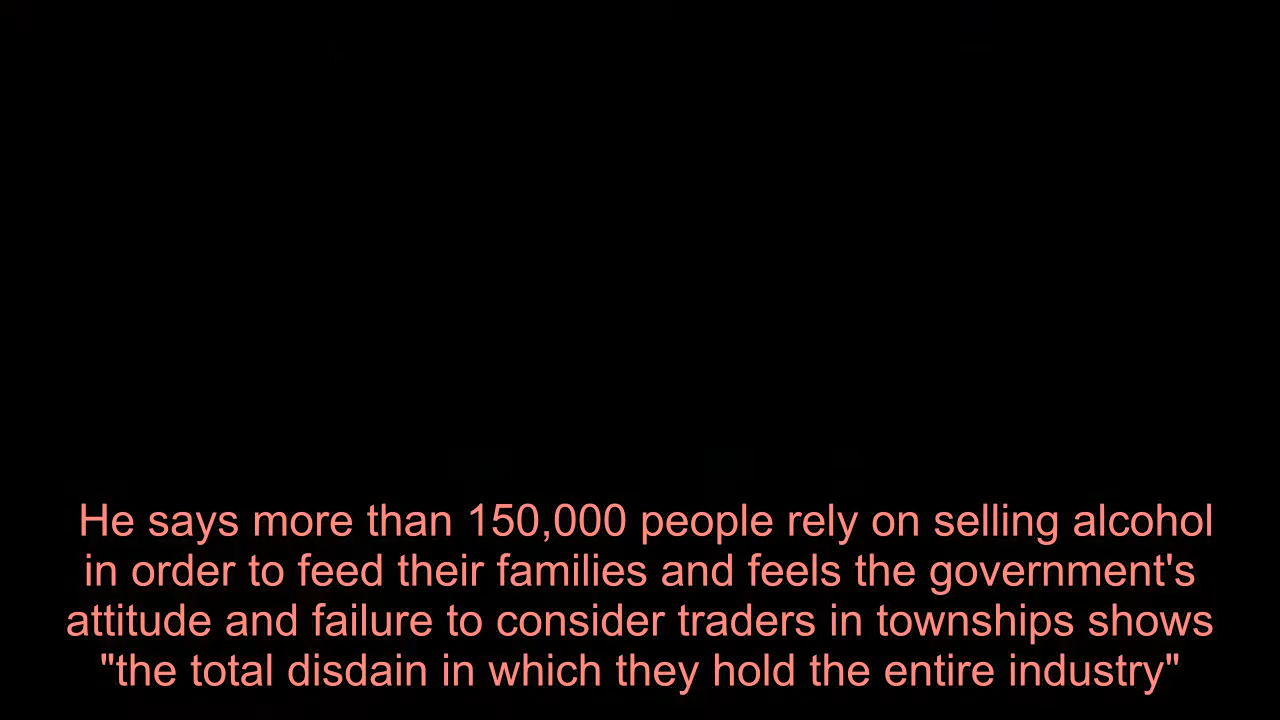 He says more than 150,000 people rely on selling alcohol
in order to feed their families and feels the government's
attitude and failure to consider traders in townships shows
"the total disdain in which they hold the entire industry"